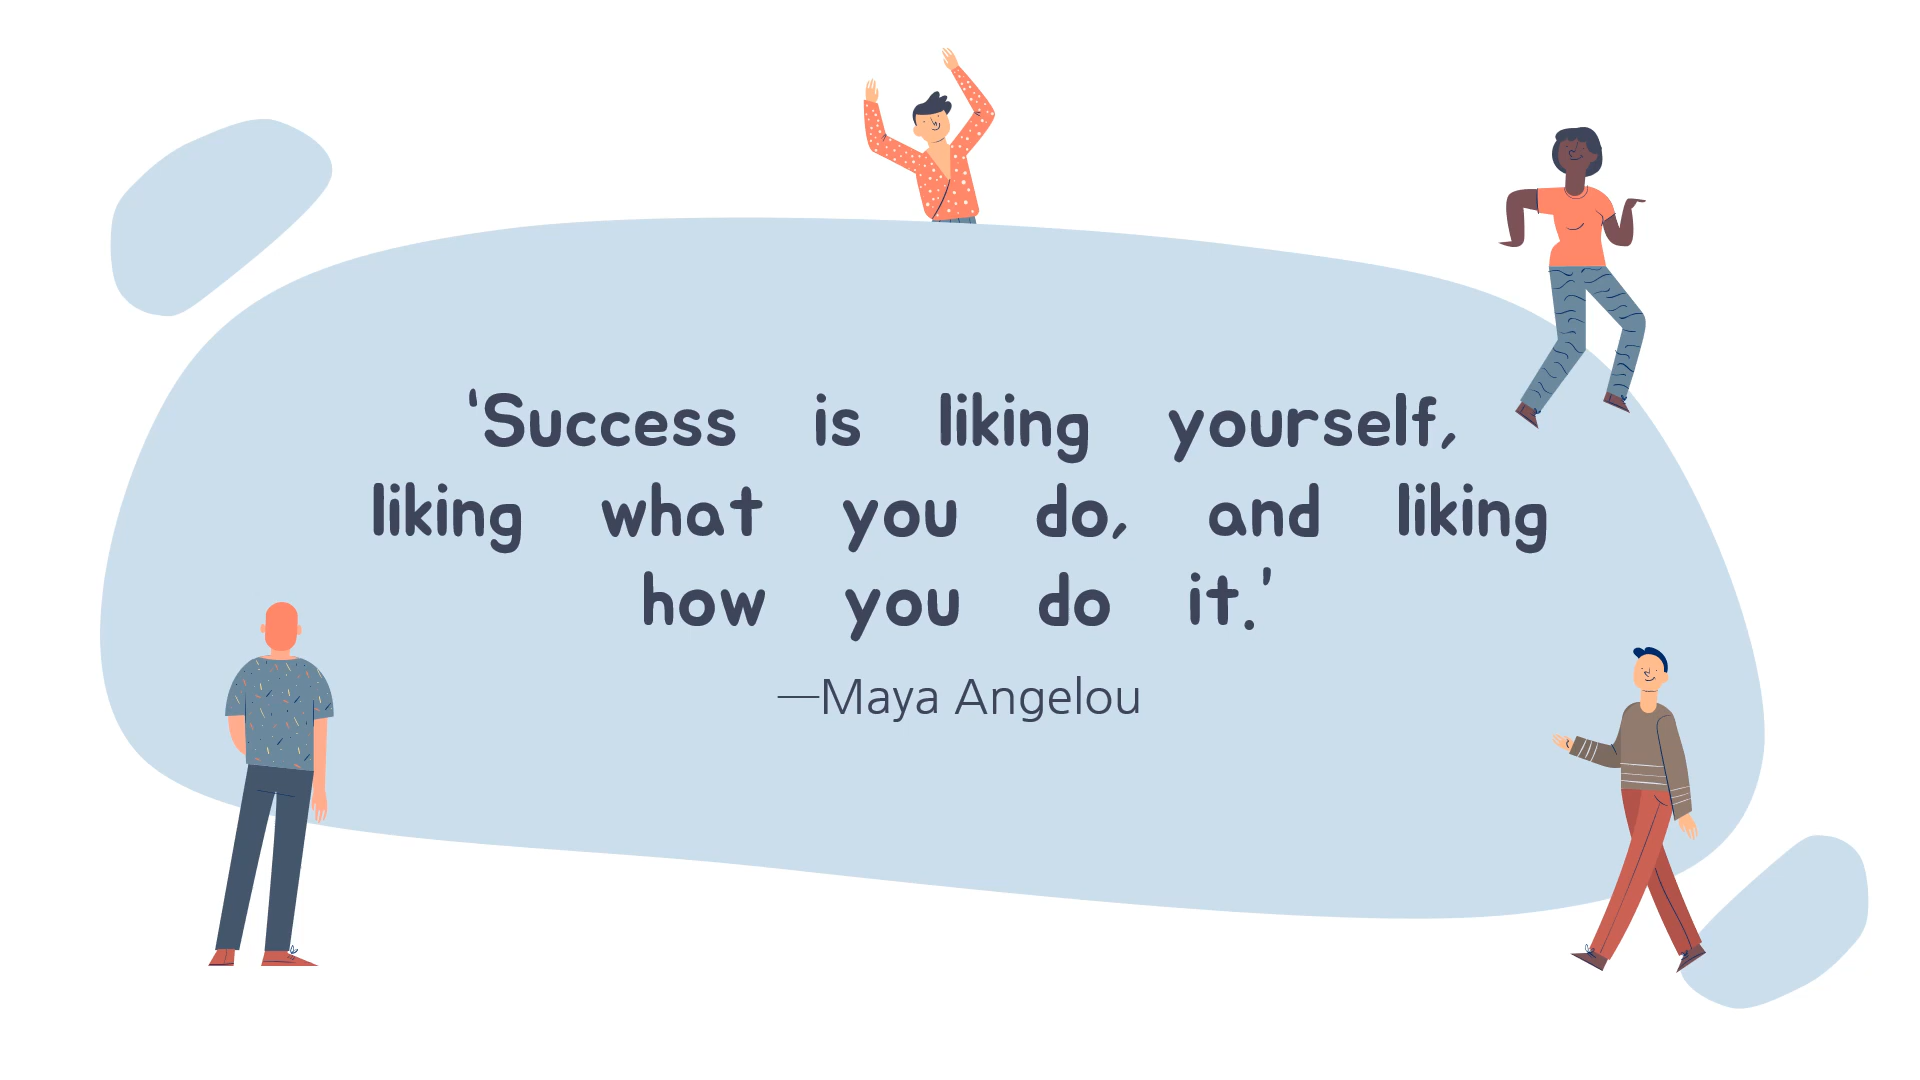 ‘Success is liking yourself,
liking what you do, and liking
how you do it.’
—Maya Angelou